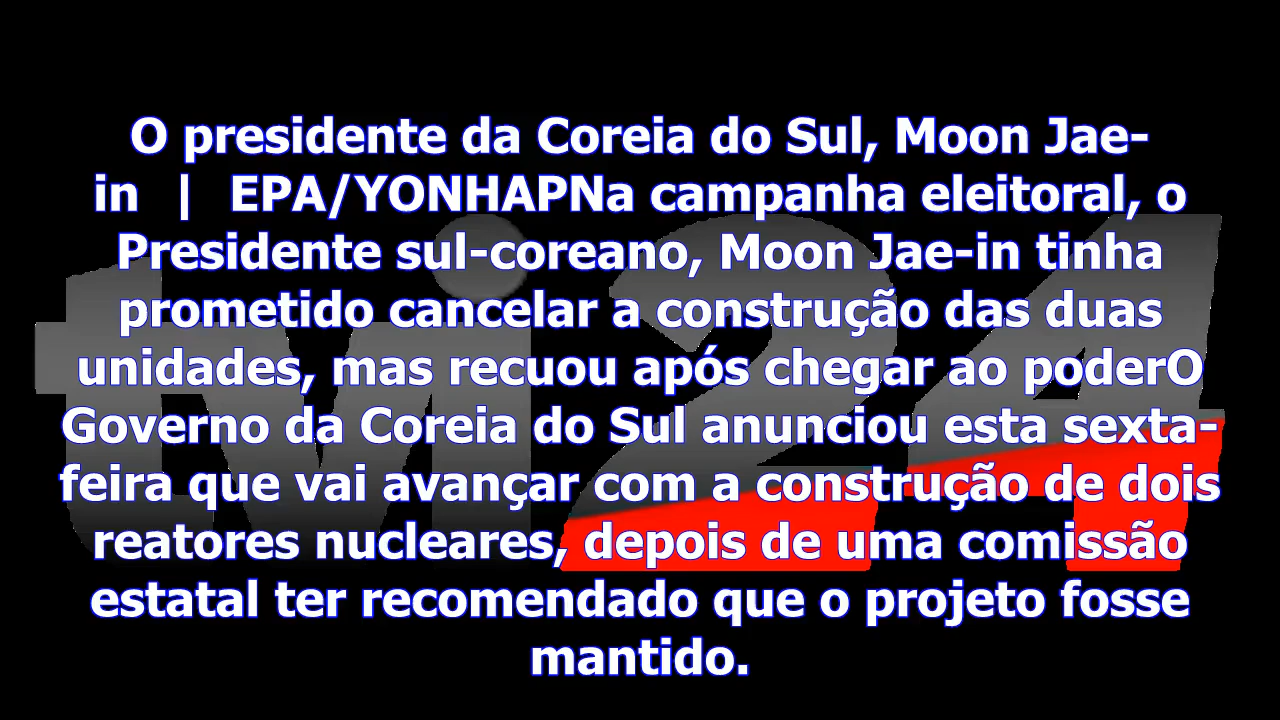 O presidente da Coreia do Sul, Moon Jae-
in | EPA/YONHAPNa campanha eleitoral, o
Presidente sul-coreano, Moon Jae-in tinha
prometido cancelar a construção das duas
unidades, mas recuou após chegar ao poderO
Governo da Coreia do Sul anunciou esta sexta-
feira que vai avançar com a construção de dois
reatores nucleares, depois de uma comissão
estatal ter recomendado que o projeto fosse
mantido.
tvi24